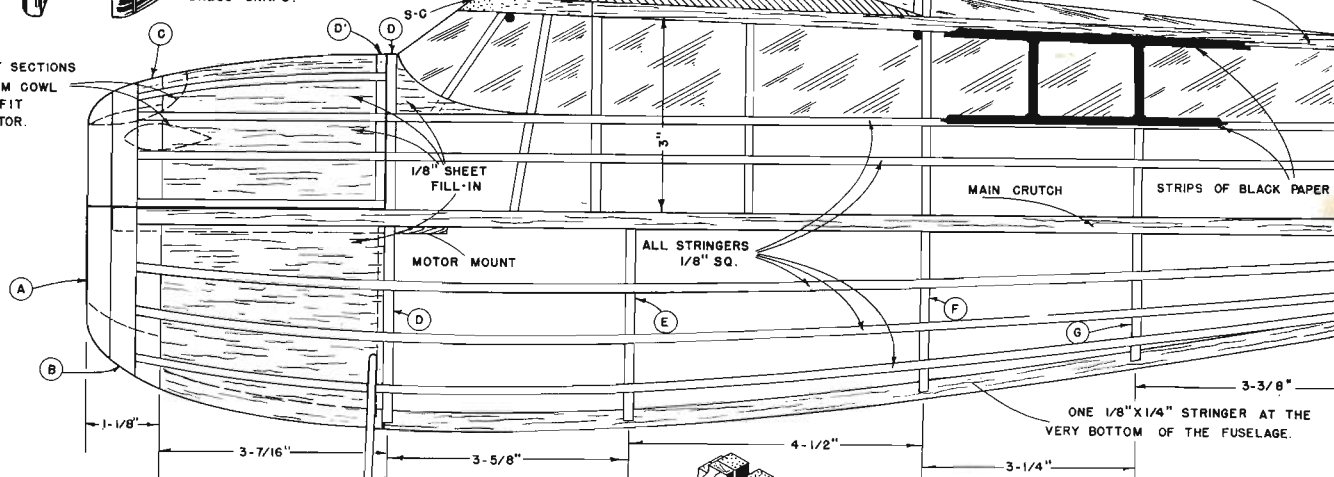 S-C
C
D'
D
T SECTIONS
M COWL
FIT
TOR.
3"
1/8" SHEET
FILL-IN
MAIN CRUTCH
STRIPS OF BLACK PAPER
ALL STRINGERS
1/8" SQ.
MOTOR MOUNT
A
D
E
F
G
B
3-3/8"
ONE 1/8"X1/4" STRINGER AT THE
VERY BOTTOM OF THE FUSELAGE.
1-1/8"
3-7/16"
3-5/8"
4-1/2"
3-1/4"